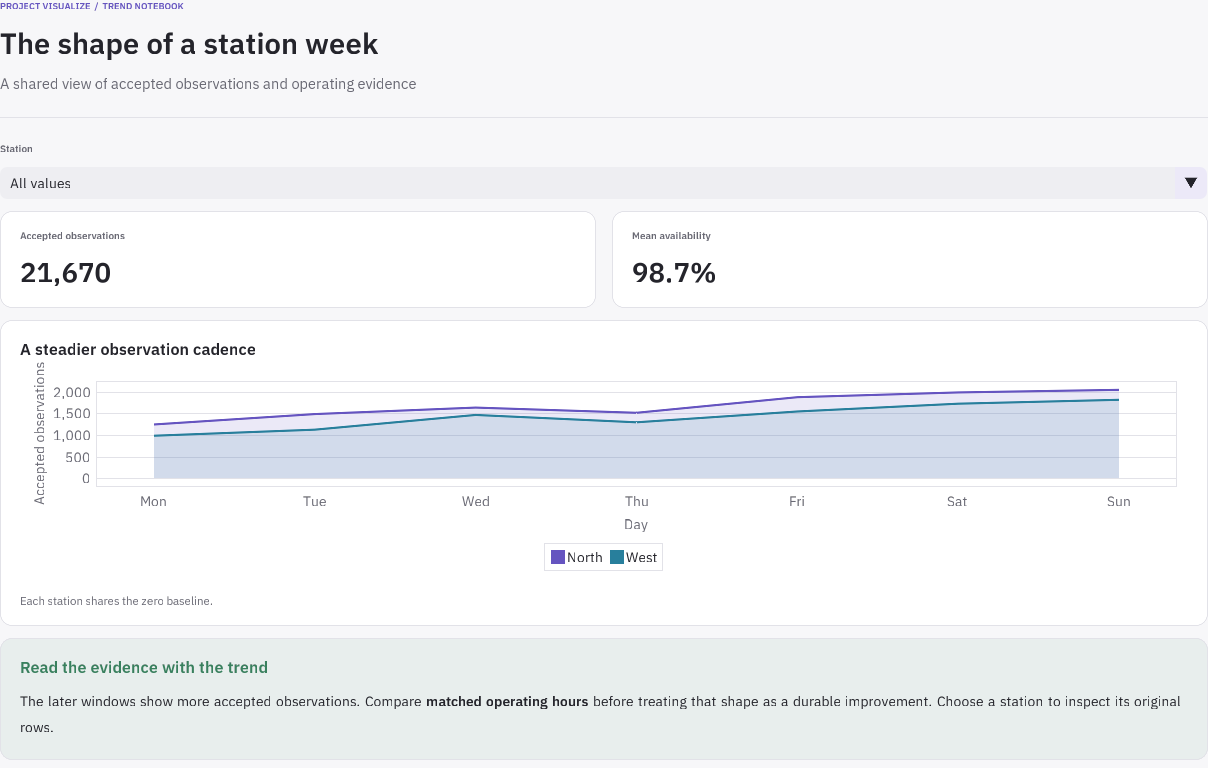 PROJECT VISUALIZE / TREND NOTEBOOK
The shape of a station week
A shared view of accepted observations and operating evidence
Station
All values
Accepted observations
21,670
Mean availability
98.7%
A steadier observation cadence
Accepted observations
2,000
1,500
1,000
500
0
Mon Tue Wed Thu Fri Sat Sun
Day
North West
Each station shares the zero baseline.
Read the evidence with the trend
The later windows show more accepted observations. Compare matched operating hours before treating that shape as a durable improvement. Choose a station to inspect its original
rows.